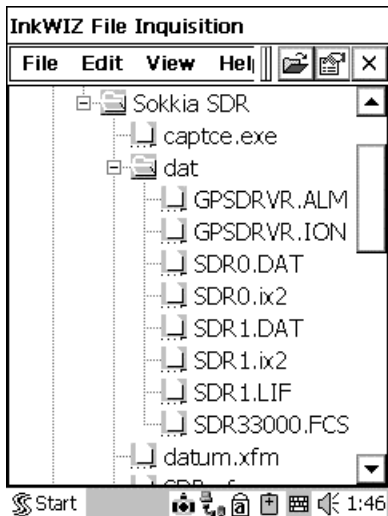 InkWIZ File Inquisition
File Edit View Hel
Sokkia SDR
captce.exe
dat
GPSDRVR.ALM
GPSDRVR.ION
SDR0.DAT
SDR0.ix2
SDR1.DAT
SDR1.ix2
SDR1.LIF
SDR33000.FCS
datum.xfm
Start 1:46